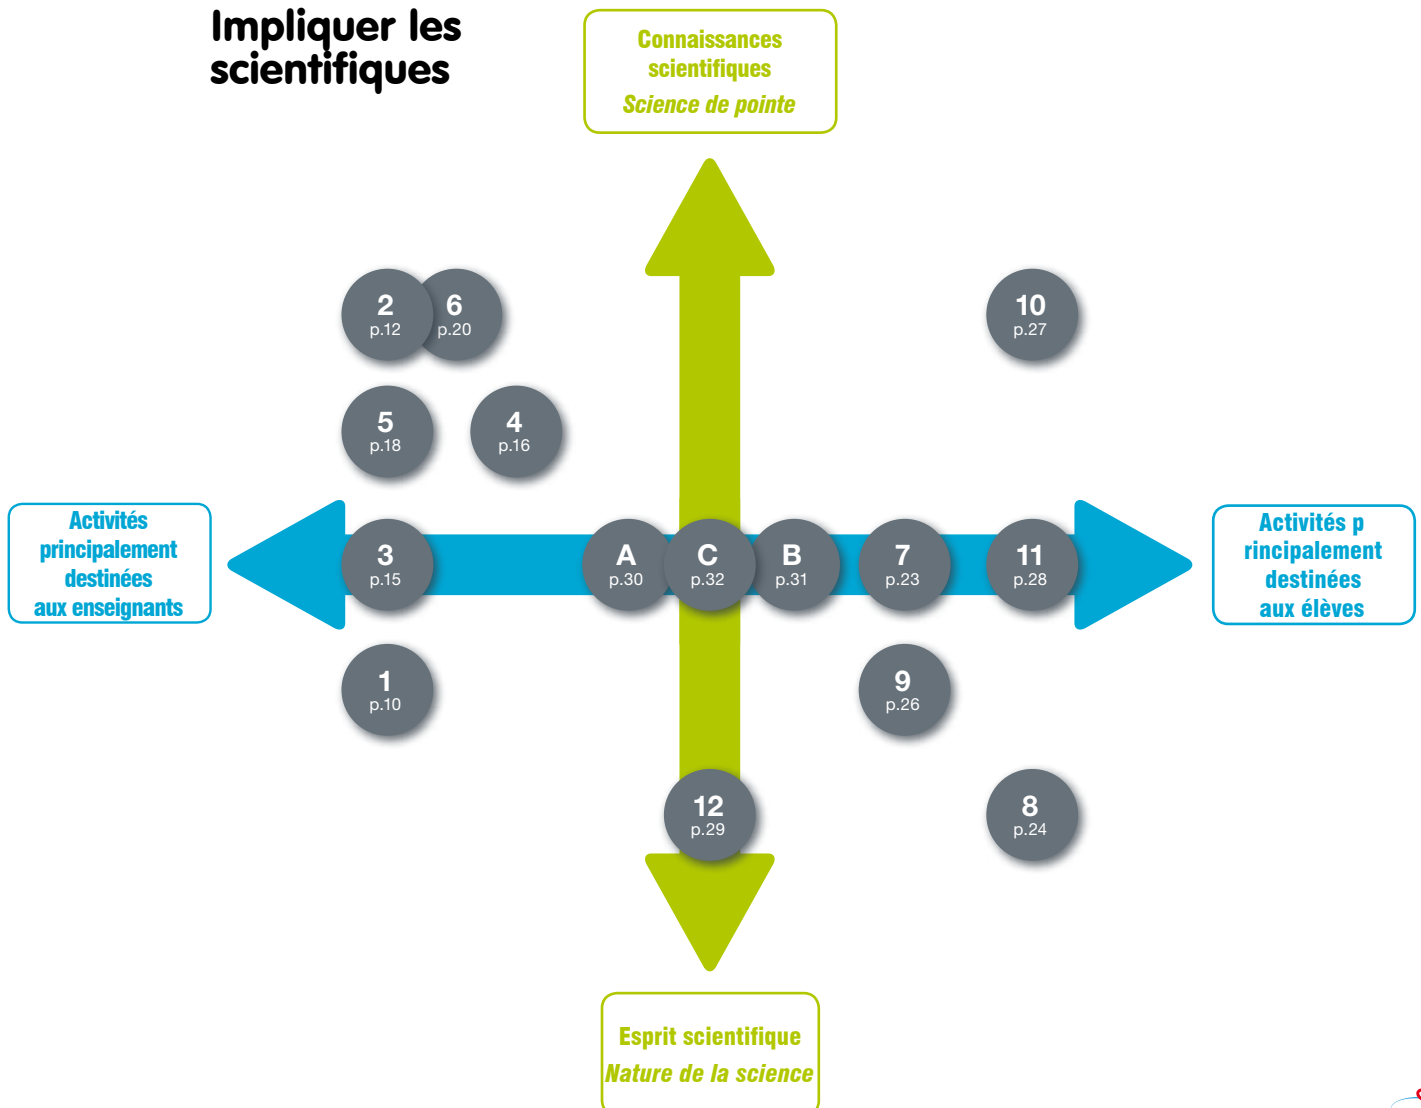 Impliquer les
scientifiques
Connaissances
scientifiques
Science de pointe
2
p.12
6
p.20
10
p.27
5
p.18
4
p.16
Activités
principalement
destinées
aux enseignants
3
p.15
A
p.30
C
p.32
B
p.31
7
p.23
11
p.28
Activités p
rincipalement
destinées
aux élèves
1
p.10
9
p.26
12
p.29
8
p.24
Esprit scientifique
Nature de la science